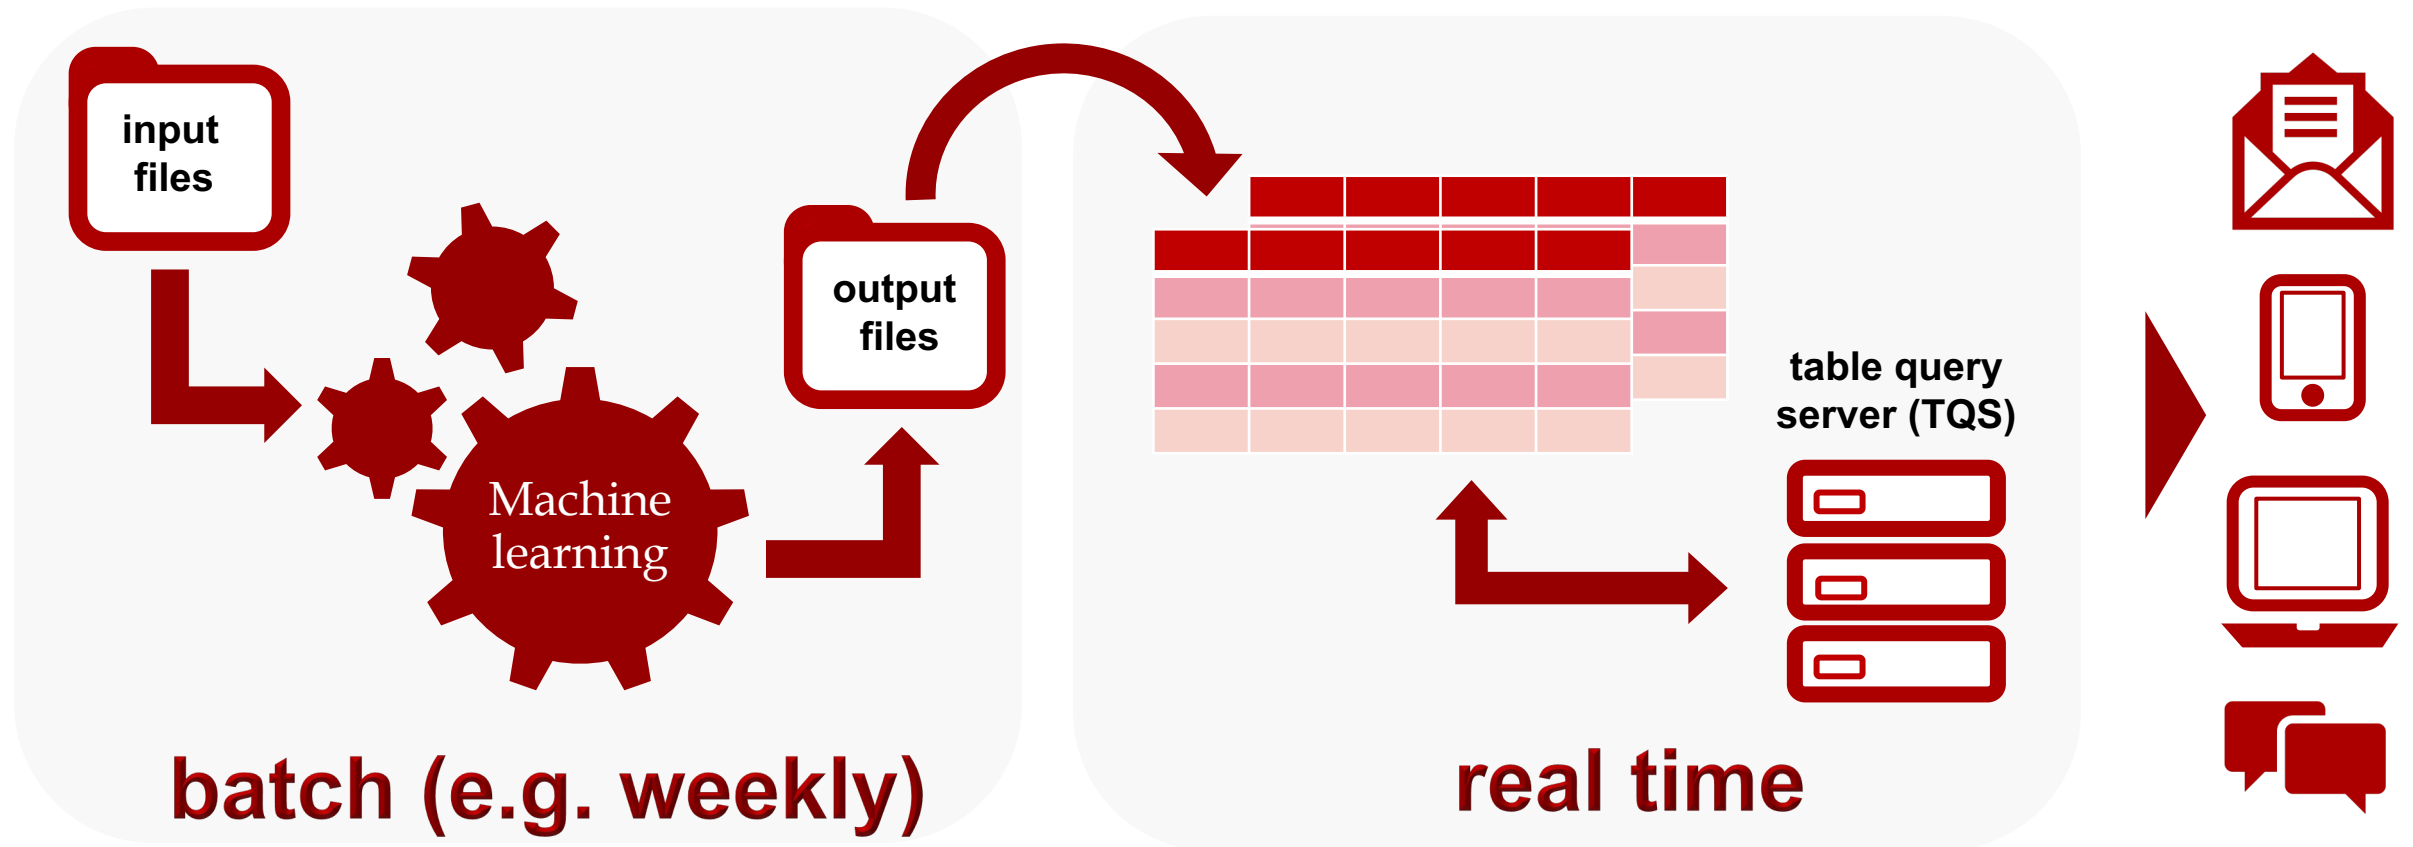 input
files
Machine
learning
output
files
table query
server (TQS)
batch (e.g. weekly)
real time